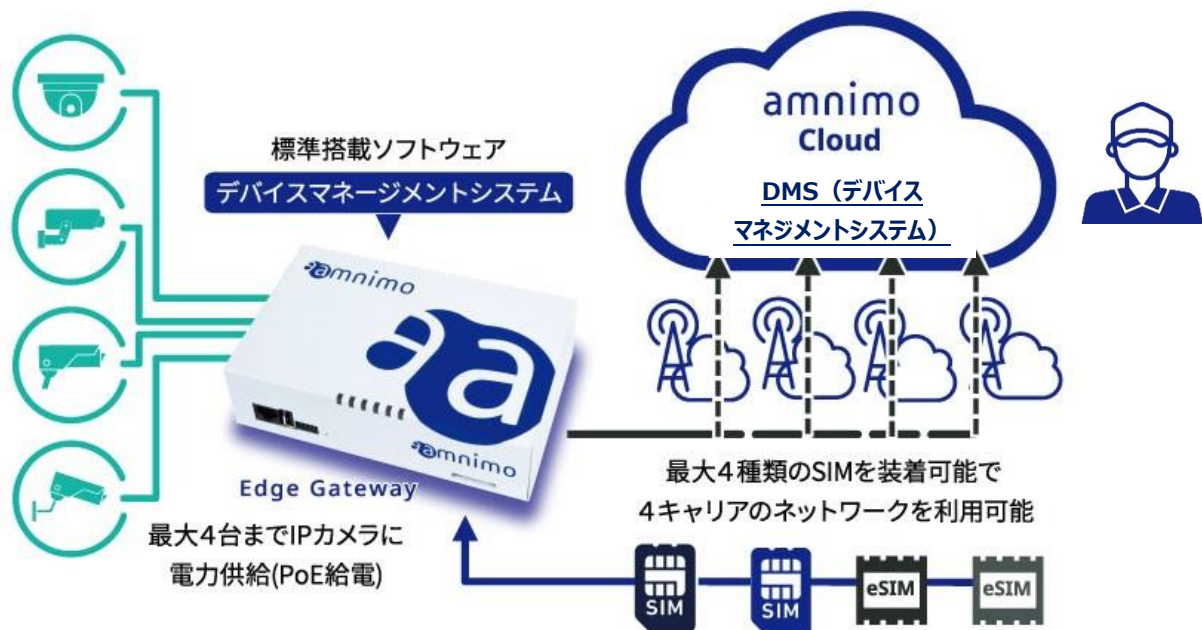 標準搭載ソフトウェア
デバイスマネージメントシステム
amnimo
a
amnimo
Edge Gateway
最大4台までIPカメラに
電力供給(PoE給電)
amnimo
Cloud
DMS（デバイス
マネジメントシステム）
最大4種類のSIMを装着可能で
4キャリアのネットワークを利用可能
SIM
SIM
eSIM
eSIM